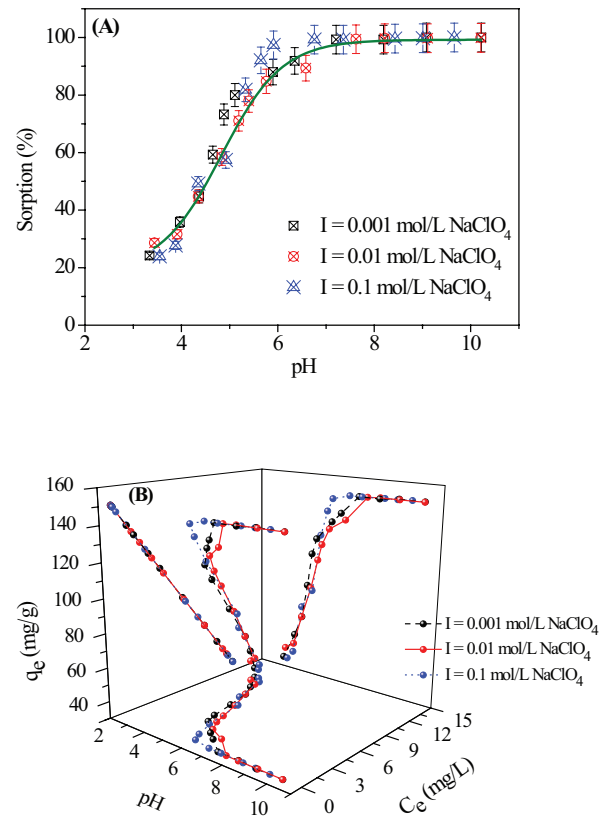 (A)
100
80
60
40
20
0
Sorption (%)
I = 0.001 mol/L NaClO₄
I = 0.01 mol/L NaClO₄
I = 0.1 mol/L NaClO₄
2 4 6 8 10
pH
(B)
160
140
120
100
80
60
40
qₑ (mg/g)
I = 0.001 mol/L NaClO₄
I = 0.01 mol/L NaClO₄
I = 0.1 mol/L NaClO₄
2 4 6 8 10
pH
0 3 6 9 12 15
Cₑ (mg/L)